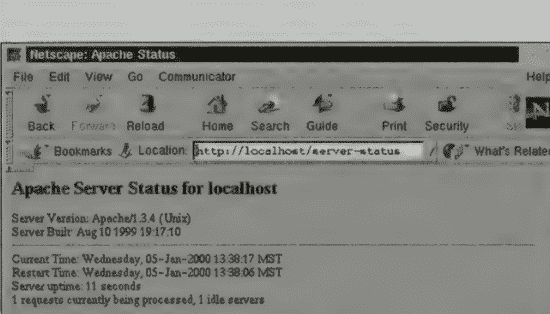 Netscape: Apache Status
File Edit View Go Communicator Help
Back Forward Reload Home Search Guide Print Security
Bookmarks Location: http://localhost/server-status What's Relate
Apache Server Status for localhost
Server Version: Apache/1.3.4 (Unix)
Server Built: Aug 10 1999 19:17:10
Current Time: Wednesday, 05-Jan-2000 13:38:17 MST
Restart Time: Wednesday, 05-Jan-2000 13:38:06 MST
Server uptime: 11 seconds
1 requests currently being processed, 1 idle servers